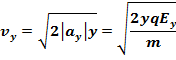 v_y = √(2|a_y|y) = √(2yqE_y / m)